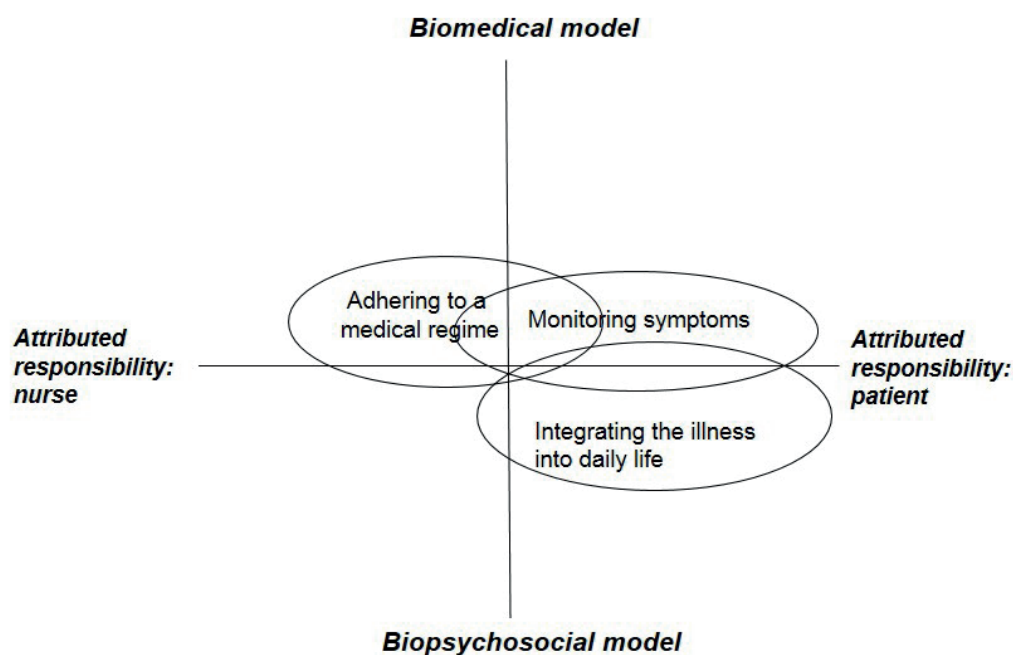 Biomedical model
Adhering to a
medical regime
Monitoring symptoms
Attributed
responsibility:
nurse
Attributed
responsibility:
patient
Integrating the illness
into daily life
Biopsychosocial model